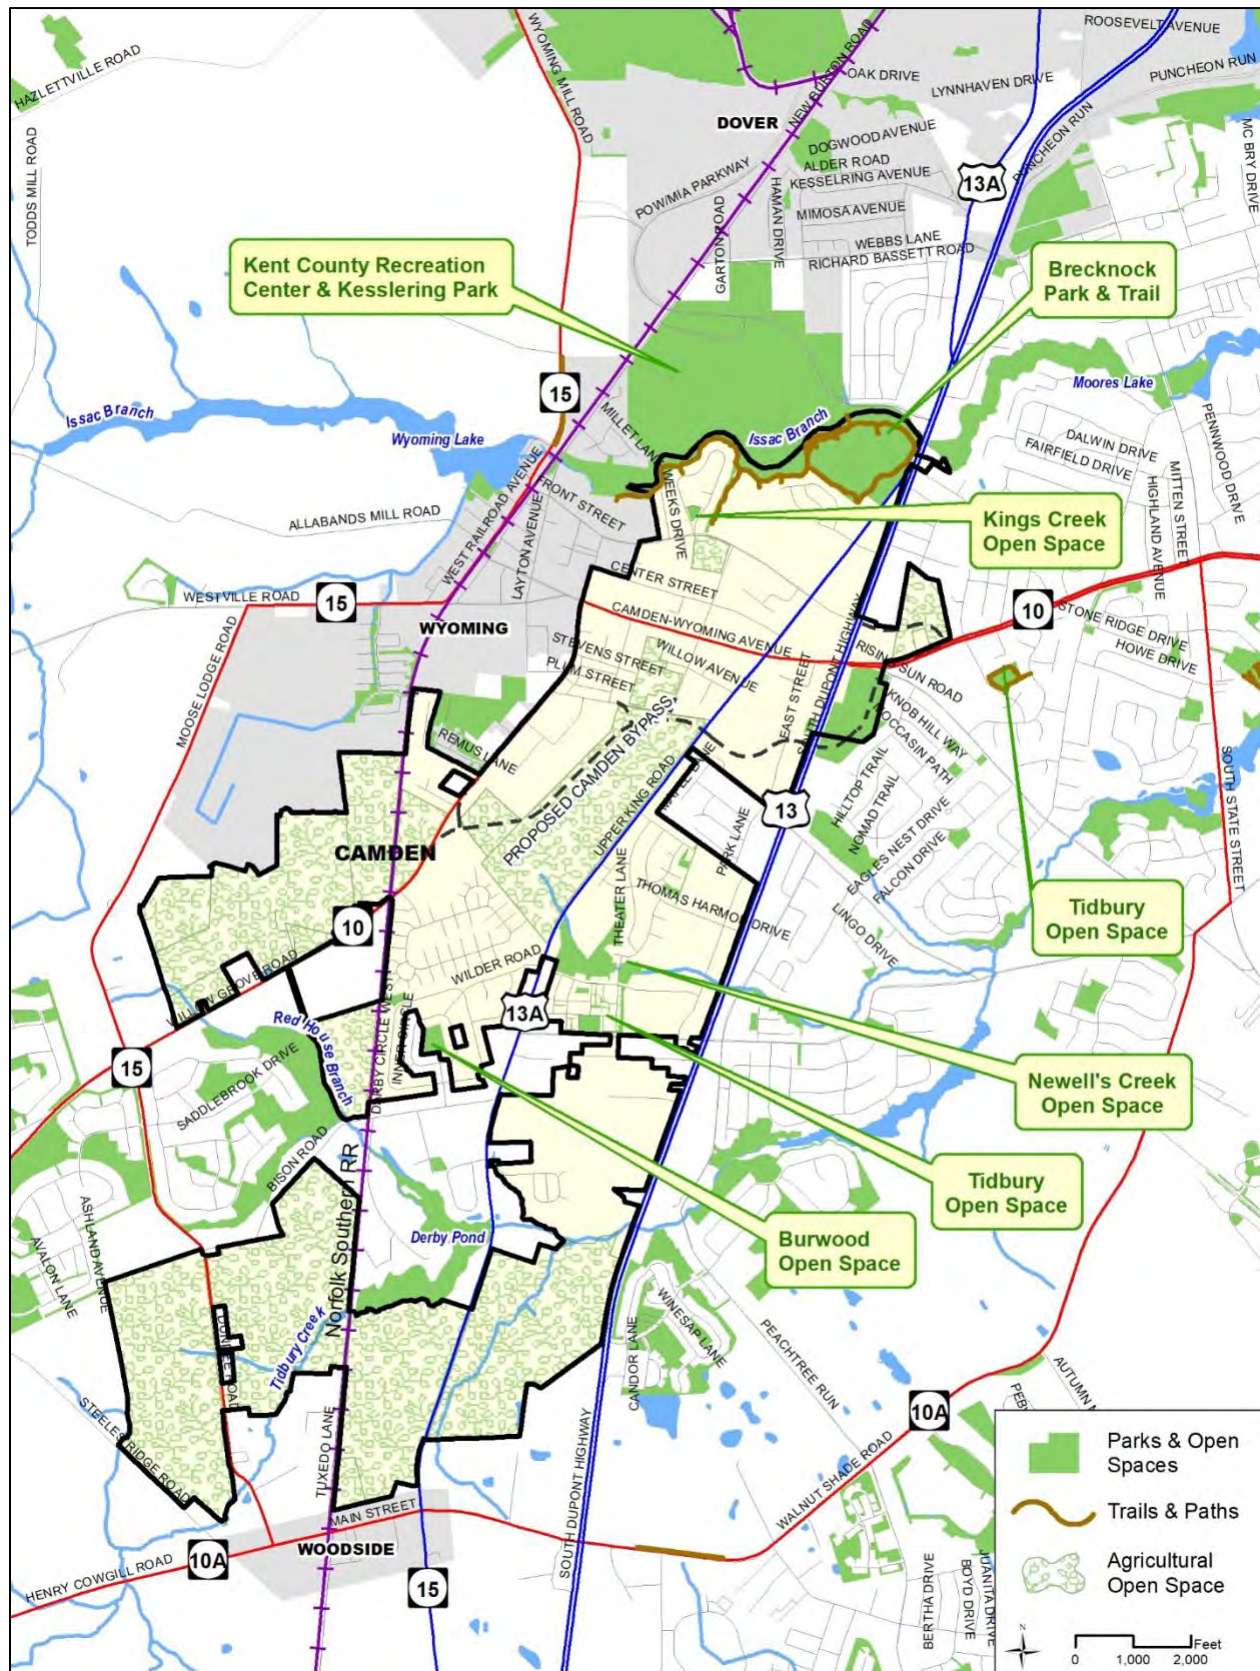 ROOSEVELT AVENUE
HAZLETTVILLE ROAD
WYOMING MILL ROAD
NEW BURTON ROAD
OAK DRIVE
PUNCHEON RUN
LYNNHAVEN DRIVE
DOVER
DOGWOOD AVENUE
ALDER ROAD
KESSELRING AVENUE
PUNCHEON RUN
MC BRY DRIVE
13A
TODDS MILL ROAD
POW/MIA PARKWAY
HAMAN DRIVE
GARTON ROAD
MIMOSA AVENUE
WEBBS LANE
RICHARD BASSETT ROAD
Kent County Recreation
Center & Kesslering Park
Brecknock
Park & Trail
Moores Lake
15
Issac Branch
Wyoming Lake
MILLET LANE
Issac Branch
PENNWOOD DRIVE
DALWIN DRIVE
FAIRFIELD DRIVE
MITTEN STREET
HIGHLAND AVENUE
ALLABANDS MILL ROAD
WEST RAILROAD AVENUE
FRONT STREET
LAYTON AVENUE
WEEKS DRIVE
Kings Creek
Open Space
CENTER STREET
WESTVILLE ROAD
15
WYOMING
CAMDEN-WYOMING AVENUE
10
STONE RIDGE DRIVE
HOWE DRIVE
STEVENS STREET
PLUM STREET
WILLOW AVENUE
EAST STREET
SOUTH DUPONT HIGHWAY
RISING SUN ROAD
KNOB HILL WAY
MOCCASIN PATH
MOOSE LODGE ROAD
REMUS LANE
PROPOSED CAMDEN BYPASS
UPPER KING ROAD
MAPLE LANE
PARK LANE
13
HILLTOP TRAIL
NOMAD TRAIL
EAGLES NEST DRIVE
FALCON DRIVE
LINGO DRIVE
SOUTH STATE STREET
CAMDEN
THEATER LANE
THOMAS HARMON DRIVE
Tidbury
Open Space
10
WILLOW GROVE ROAD
WILDER ROAD
13A
DERBY CIRCLE WEST
INNER CIRCLE
Red House Branch
15
SADDLEBROOK DRIVE
Newell's Creek
Open Space
BISON ROAD
Norfolk Southern RR
Tidbury
Open Space
Derby Pond
Burwood
Open Space
ASHLAND AVENUE
AVALON LANE
DUNDEE ROAD
Tidbury Creek
WINESAP LANE
CANDOR LANE
PEACHTREE RUN
STEELES RIDGE ROAD
TUXEDO LANE
10A
WALNUT SHADE ROAD
SOUTH DUPONT HIGHWAY
MAIN STREET
WOODSIDE
10A
HENRY COWGILL ROAD
15
BERTHA DRIVE
BOYD DRIVE
JUANITA DRIVE
Parks & Open
Spaces
Trails & Paths
Agricultural
Open Space
N
0 1,000 2,000 Feet